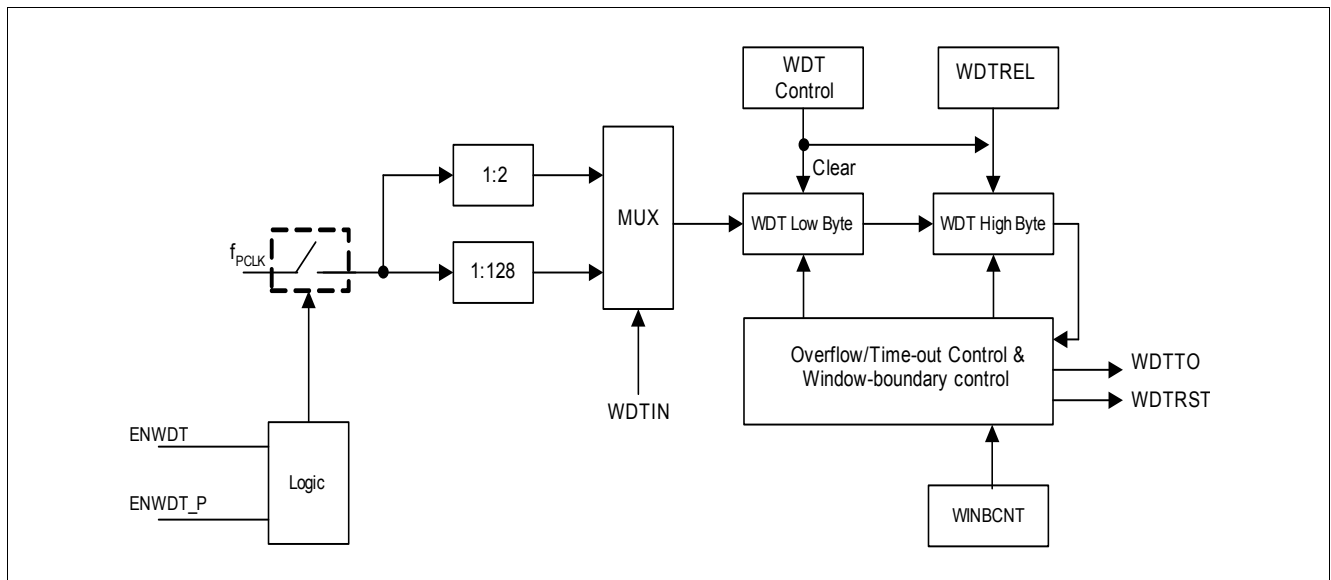 WDT
Control
WDTREL
1:2
Clear
MUX
WDT Low Byte
WDT High Byte
fPCLK
1:128
Overflow/Time-out Control &
Window-boundary control
WDTTO
WDTIN
WDTRST
ENWDT
Logic
ENWDT_P
WINBCNT